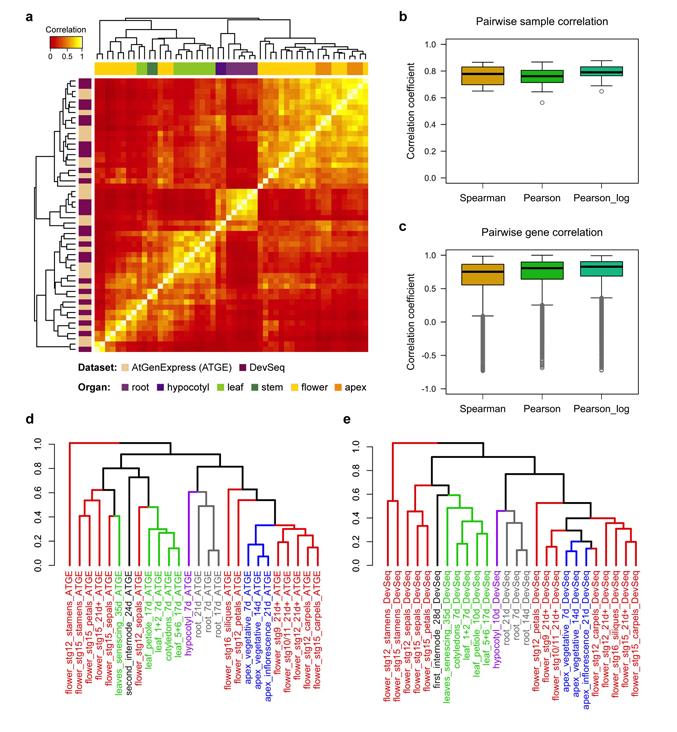 a
Correlation
0 0.5 1
Dataset: AtGenExpress (ATGE) DevSeq
Organ: root hypocotyl leaf stem flower apex
b
Pairwise sample correlation
Correlation coefficient
1.0
0.8
0.6
0.4
0.2
0.0
Spearman Pearson Pearson_log
c
Pairwise gene correlation
Correlation coefficient
1.0
0.5
0.0
-0.5
-1.0
Spearman Pearson Pearson_log
d
1.0
0.8
0.6
0.4
0.2
0.0
flower_stg12_stamens_ATGE
flower_stg15_stamens_ATGE
flower_stg15_petals_ATGE
flower_stg15_21d+_ATGE
flower_stg15_sepals_ATGE
leaves_senescing_35d_ATGE
second_internode_24d_ATGE
flower_stg12_sepals_ATGE
leaf_petiole_17d_ATGE
leaf_1+2_7d_ATGE
cotyledons_7d_ATGE
leaf_5+6_17d_ATGE
hypocotyl_7d_ATGE
root_21d_ATGE
root_7d_ATGE
root_17d_ATGE
flower_stg16_siliques_ATGE
flower_stg12_petals_ATGE
apex_vegetative_7d_ATGE
apex_vegetative_14d_ATGE
apex_inflorescence_21d_ATGE
flower_stg9_21d+_ATGE
flower_stg10/11_21d+_ATGE
flower_stg12_21d+_ATGE
flower_stg12_carpels_ATGE
flower_stg15_carpels_ATGE
e
1.0
0.8
0.6
0.4
0.2
0.0
flower_stg12_stamens_DevSeq
flower_stg15_stamens_DevSeq
flower_stg12_sepals_DevSeq
flower_stg15_sepals_DevSeq
flower_stg15_petals_DevSeq
first_internode_28d_DevSeq
leaves_senescing_35d_DevSeq
cotyledons_7d_DevSeq
leaf_1+2_7d_DevSeq
leaf_petiole_10d_DevSeq
leaf_5+6_17d_DevSeq
hypocotyl_10d_DevSeq
root_21d_DevSeq
root_7d_DevSeq
root_14d_DevSeq
flower_stg12_petals_DevSeq
flower_stg9_21d+_DevSeq
flower_stg10/11_21d+_DevSeq
apex_vegetative_7d_DevSeq
apex_vegetative_14d_DevSeq
apex_inflorescence_21d_DevSeq
flower_stg12_carpels_DevSeq
flower_stg12_21d+_DevSeq
flower_stg16_siliques_DevSeq
flower_stg15_21d+_DevSeq
flower_stg15_carpels_DevSeq